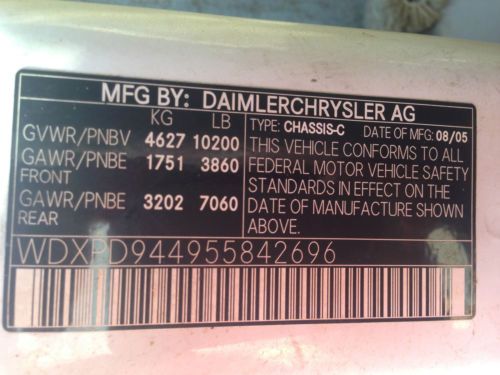 MFG BY: DAIMLERCHRYSLER AG
KG LB
GVWR/PNBV 4627 10200
GAWR/PNBE 1751 3860
FRONT
GAWR/PNBE 3202 7060
REAR
TYPE: CHASSIS-C DATE OF MFG: 08/05
THIS VEHICLE CONFORMS TO ALL
FEDERAL MOTOR VEHICLE SAFETY
STANDARDS IN EFFECT ON THE
DATE OF MANUFACTURE SHOWN
ABOVE.
WDXPD944955842696